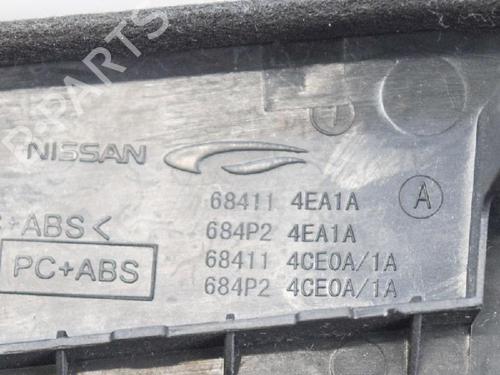 NISSAN
68411 4EA1A
684P2 4EA1A
68411 4CE0A/1A
684P2 4CE0A/1A
A
+ABS<
PC+ABS
B-PARTS